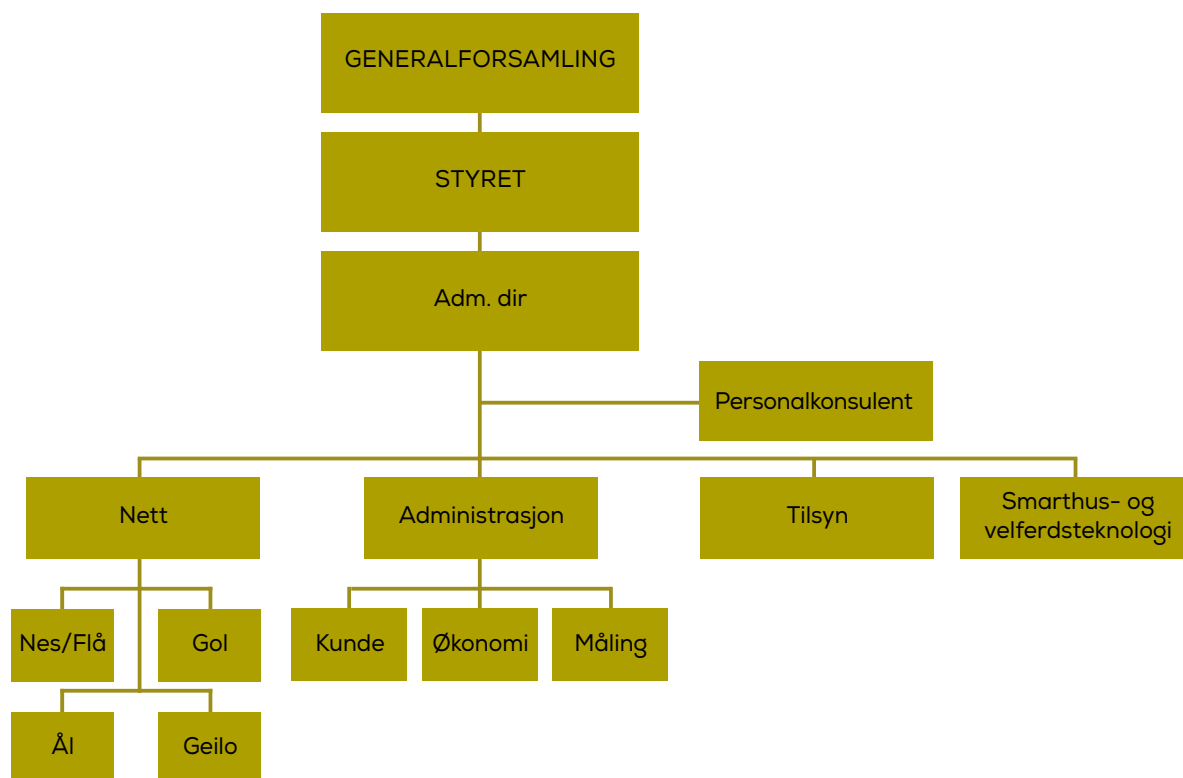 GENERALFORSAMLING
STYRET
Adm. dir
Personalkonsulent
Nett
Administrasjon
Tilsyn
Smarthus- og
velferdsteknologi
Nes/Flå
Gol
Kunde
Økonomi
Måling
Ål
Geilo